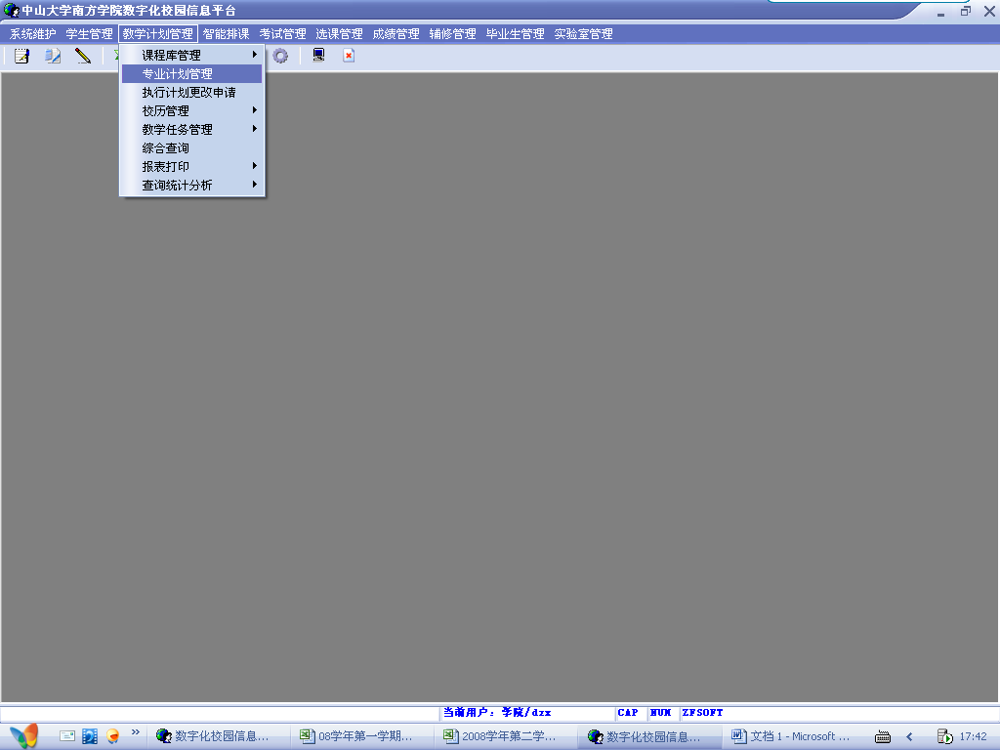 中山大学南方学院数字化校园信息平台
系统维护 学生管理 教学计划管理 智能排课 考试管理 选课管理 成绩管理 辅修管理 毕业生管理 实验室管理
课程库管理
专业计划管理
执行计划更改申请
校历管理
教学任务管理
综合查询
报表打印
查询统计分析
当前用户：学院/dzx CAP NUM ZFSOFT
数字化校园信息.... 08学年第一学期... 2008学年第二学... 数字化校园信息.... 文档 1 - Microsoft ... 17:42